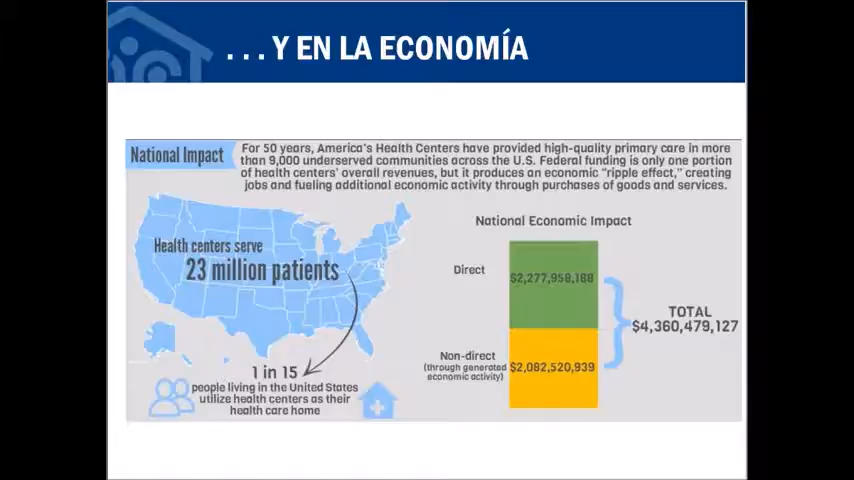 . . . Y EN LA ECONOMÍA
National Impact
For 50 years, America's Health Centers have provided high-quality primary care in more
than 9,000 underserved communities across the U.S. Federal funding is only one portion
of health centers' overall revenues, but it produces an economic "ripple effect," creating
jobs and fueling additional economic activity through purchases of goods and services.
Health centers serve
23 million patients
1 in 15
people living in the United States
utilize health centers as their
health care home
National Economic Impact
Direct
$2,277,958,188
Non-direct
(through generated
economic activity)
$2,082,520,939
TOTAL
$4,360,479,127